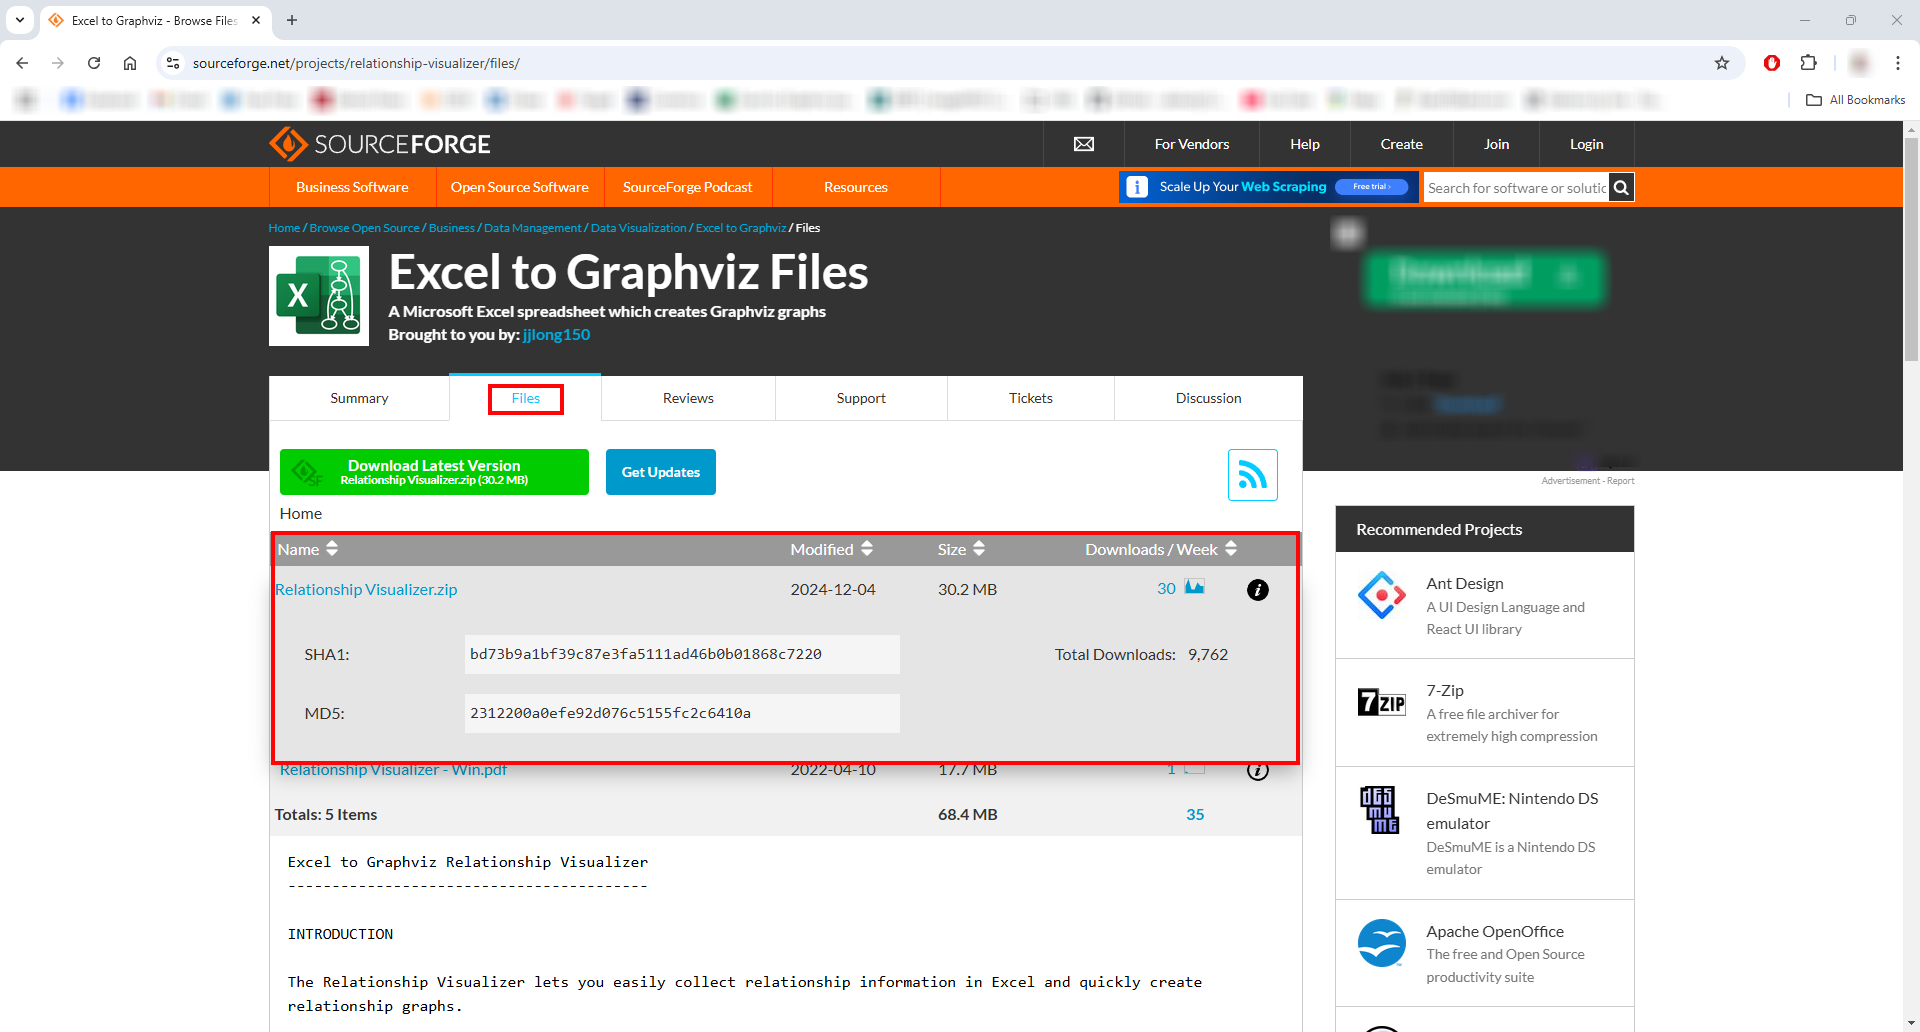 Excel to Graphviz - Browse Files
sourceforge.net/projects/relationship-visualizer/files/
All Bookmarks
SOURCEFORGE
For Vendors
Help
Create
Join
Login
Business Software
Open Source Software
SourceForge Podcast
Resources
Scale Up Your Web Scraping
Free trial ›
Search for software or solutic
Home / Browse Open Source / Business / Data Management / Data Visualization / Excel to Graphviz / Files
X
Excel to Graphviz Files
A Microsoft Excel spreadsheet which creates Graphviz graphs
Brought to you by: jjlong150
Summary
Files
Reviews
Support
Tickets
Discussion
SF
Download Latest Version
Relationship Visualizer.zip (30.2 MB)
Get Updates
Advertisement - Report
Home
Name Modified Size Downloads / Week
Relationship Visualizer.zip 2024-12-04 30.2 MB 30
SHA1: bd73b9a1bf39c87e3fa5111ad46b0b01868c7220 Total Downloads: 9,762
MD5: 2312200a0efe92d076c5155fc2c6410a
Relationship Visualizer - Win.pdf 2022-04-10 17.7 MB 1
Totals: 5 Items 68.4 MB 35
Excel to Graphviz Relationship Visualizer
-----------------------------------------
INTRODUCTION
The Relationship Visualizer lets you easily collect relationship information in Excel and quickly create
relationship graphs.
Recommended Projects
Ant Design
A UI Design Language and
React UI library
7ZIP
7-Zip
A free file archiver for
extremely high compression
DeSmuME
DeSmuME: Nintendo DS
emulator
DeSmuME is a Nintendo DS
emulator
Apache OpenOffice
The free and Open Source
productivity suite